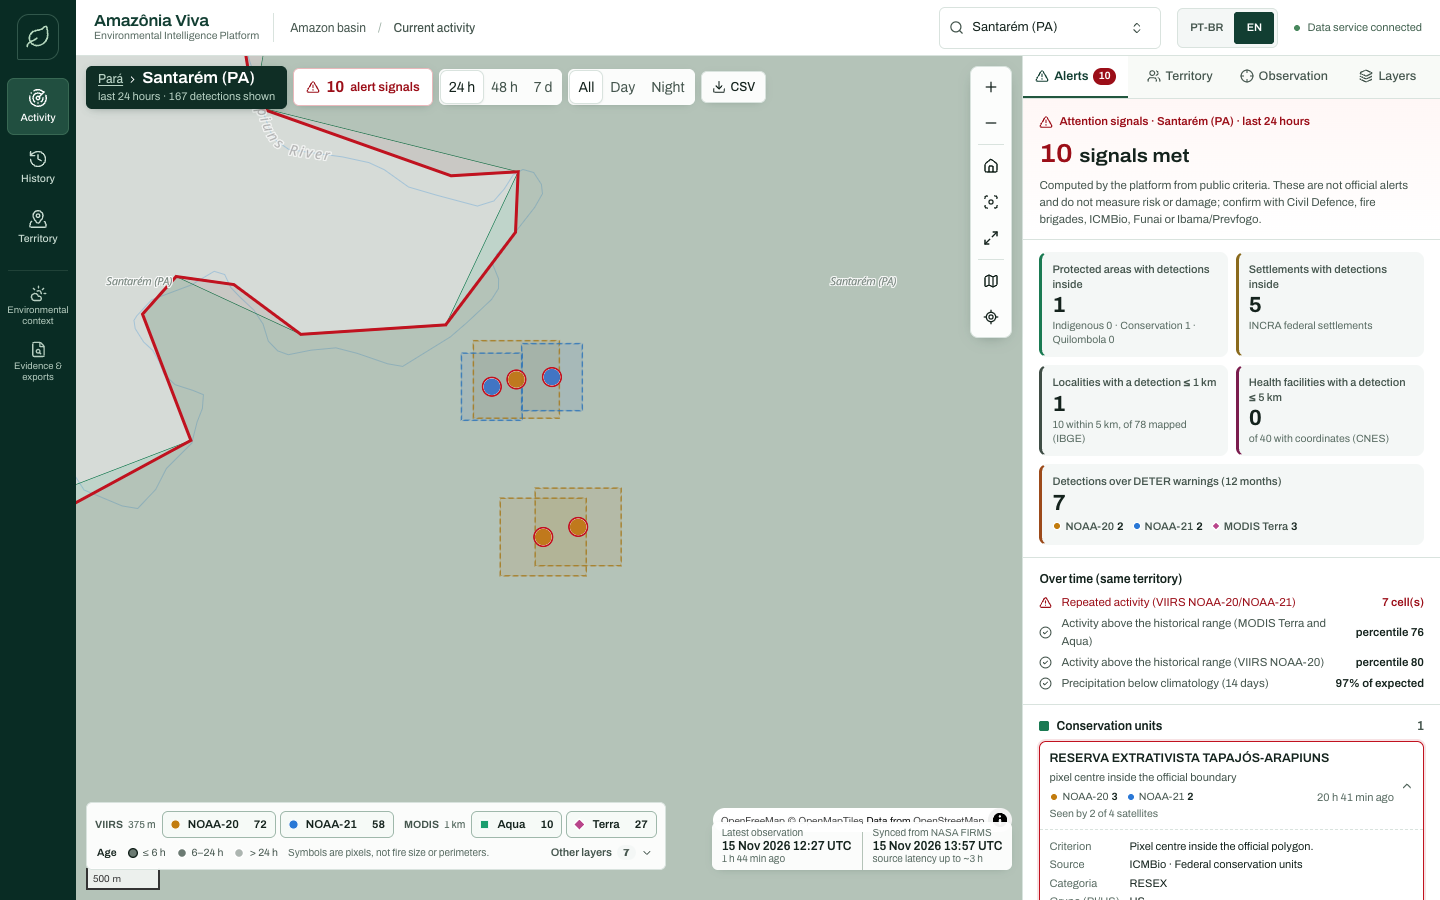 Amazônia Viva
Environmental Intelligence Platform
Amazon basin / Current activity
Santarém (PA)
PT-BR EN
Data service connected
Activity
History
Territory
Environmental
context
Evidence &
exports
Pará › Santarém (PA)
last 24 hours · 167 detections shown
10 alert signals
24 h 48 h 7 d
All Day Night
CSV
River
Santarém (PA)
Santarém (PA)
VIIRS 375 m NOAA-20 72 NOAA-21 58 MODIS 1 km Aqua 10 Terra 27
Age ≤ 6 h 6–24 h > 24 h Symbols are pixels, not fire size or perimeters. Other layers 7
500 m
OpenFreeMap © OpenMapTiles Data from OpenStreetMap
Latest observation
15 Nov 2026 12:27 UTC
1 h 44 min ago
Synced from NASA FIRMS
15 Nov 2026 13:57 UTC
source latency up to ~3 h
Alerts 10 Territory Observation Layers
Attention signals · Santarém (PA) · last 24 hours
10 signals met
Computed by the platform from public criteria. These are not official alerts
and do not measure risk or damage; confirm with Civil Defence, fire
brigades, ICMBio, Funai or Ibama/Prevfogo.
Protected areas with detections
inside
1
Indigenous 0 · Conservation 1 ·
Quilombola 0
Settlements with detections
inside
5
INCRA federal settlements
Localities with a detection ≤ 1 km
1
10 within 5 km, of 78 mapped
(IBGE)
Health facilities with a detection
≤ 5 km
0
of 40 with coordinates (CNES)
Detections over DETER warnings (12 months)
7
NOAA-20 2 NOAA-21 2 MODIS Terra 3
Over time (same territory)
Repeated activity (VIIRS NOAA-20/NOAA-21) 7 cell(s)
Activity above the historical range (MODIS Terra and
Aqua) percentile 76
Activity above the historical range (VIIRS NOAA-20) percentile 80
Precipitation below climatology (14 days) 97% of expected
Conservation units 1
RESERVA EXTRATIVISTA TAPAJÓS-ARAPIUNS
pixel centre inside the official boundary
NOAA-20 3 NOAA-21 2 20 h 41 min ago
Seen by 2 of 4 satellites
Criterion Pixel centre inside the official polygon.
Source ICMBio · Federal conservation units
Categoria RESEX